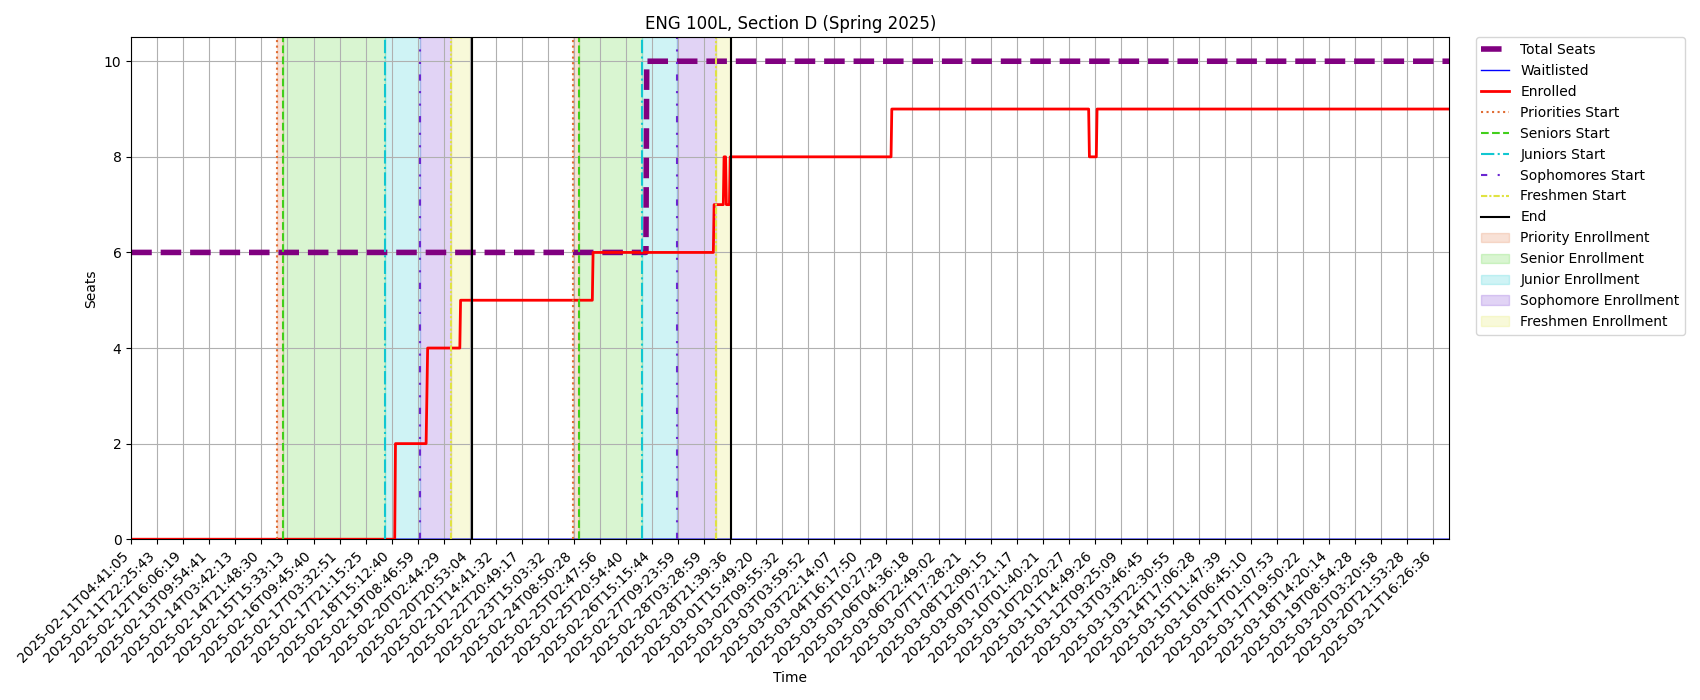 ENG 100L, Section D (Spring 2025)
Seats
10
8
6
4
2
0
2025-02-11T04:41:05
2025-02-11T22:25:43
2025-02-12T16:06:19
2025-02-13T09:54:41
2025-02-14T03:42:13
2025-02-14T21:48:30
2025-02-15T15:33:13
2025-02-16T09:45:40
2025-02-17T03:32:51
2025-02-17T21:15:25
2025-02-18T15:12:40
2025-02-19T08:46:59
2025-02-20T02:44:29
2025-02-20T20:53:04
2025-02-21T14:41:32
2025-02-22T20:49:17
2025-02-23T15:03:32
2025-02-24T08:50:28
2025-02-25T02:47:56
2025-02-25T20:54:40
2025-02-26T15:15:44
2025-02-27T09:23:59
2025-02-28T03:28:59
2025-02-28T21:39:36
2025-03-01T15:49:20
2025-03-02T09:55:32
2025-03-03T03:59:52
2025-03-03T22:14:07
2025-03-04T16:17:50
2025-03-05T10:27:29
2025-03-06T04:36:18
2025-03-06T22:49:02
2025-03-07T17:28:21
2025-03-08T12:09:15
2025-03-09T07:21:17
2025-03-10T01:40:21
2025-03-10T20:20:27
2025-03-11T14:49:26
2025-03-12T09:25:09
2025-03-13T03:46:45
2025-03-13T22:30:55
2025-03-14T17:06:28
2025-03-15T11:47:39
2025-03-16T06:45:10
2025-03-17T01:07:53
2025-03-17T19:50:22
2025-03-18T14:20:14
2025-03-19T08:54:28
2025-03-20T03:20:58
2025-03-20T21:53:28
2025-03-21T16:26:36
Time
Total Seats
Waitlisted
Enrolled
Priorities Start
Seniors Start
Juniors Start
Sophomores Start
Freshmen Start
End
Priority Enrollment
Senior Enrollment
Junior Enrollment
Sophomore Enrollment
Freshmen Enrollment